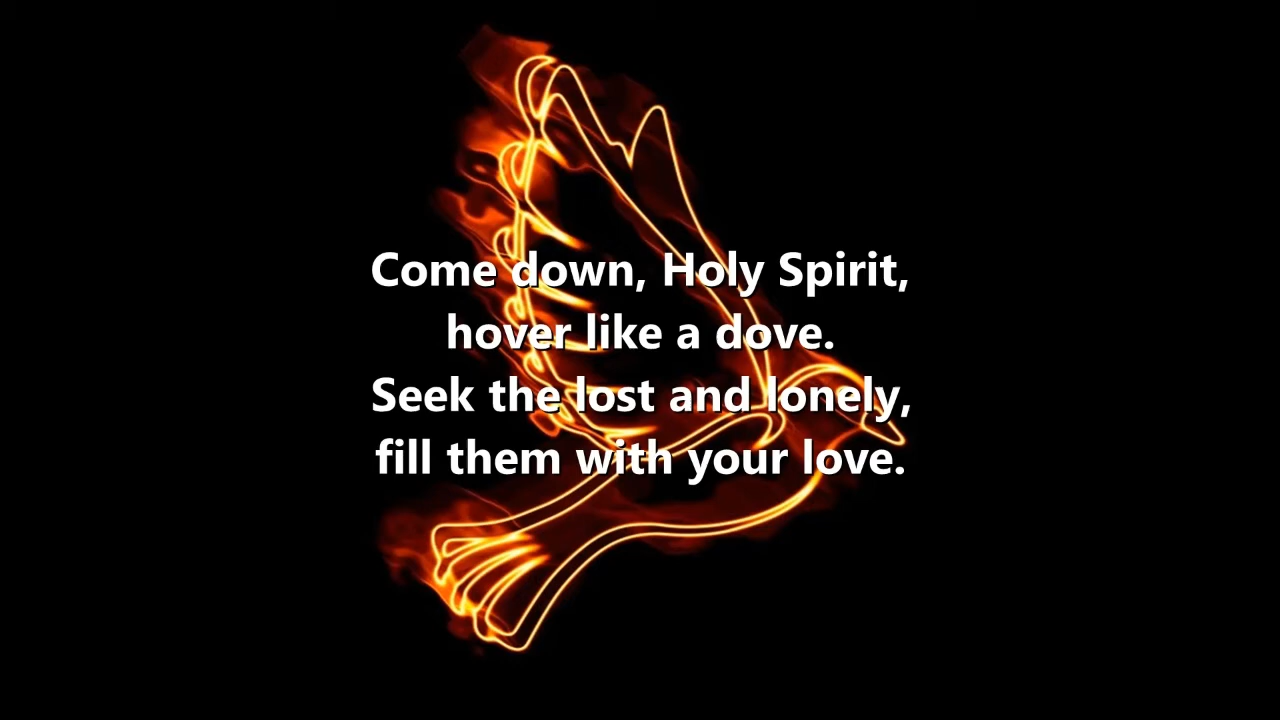 Come down, Holy Spirit,
hover like a dove.
Seek the lost and lonely,
fill them with your love.